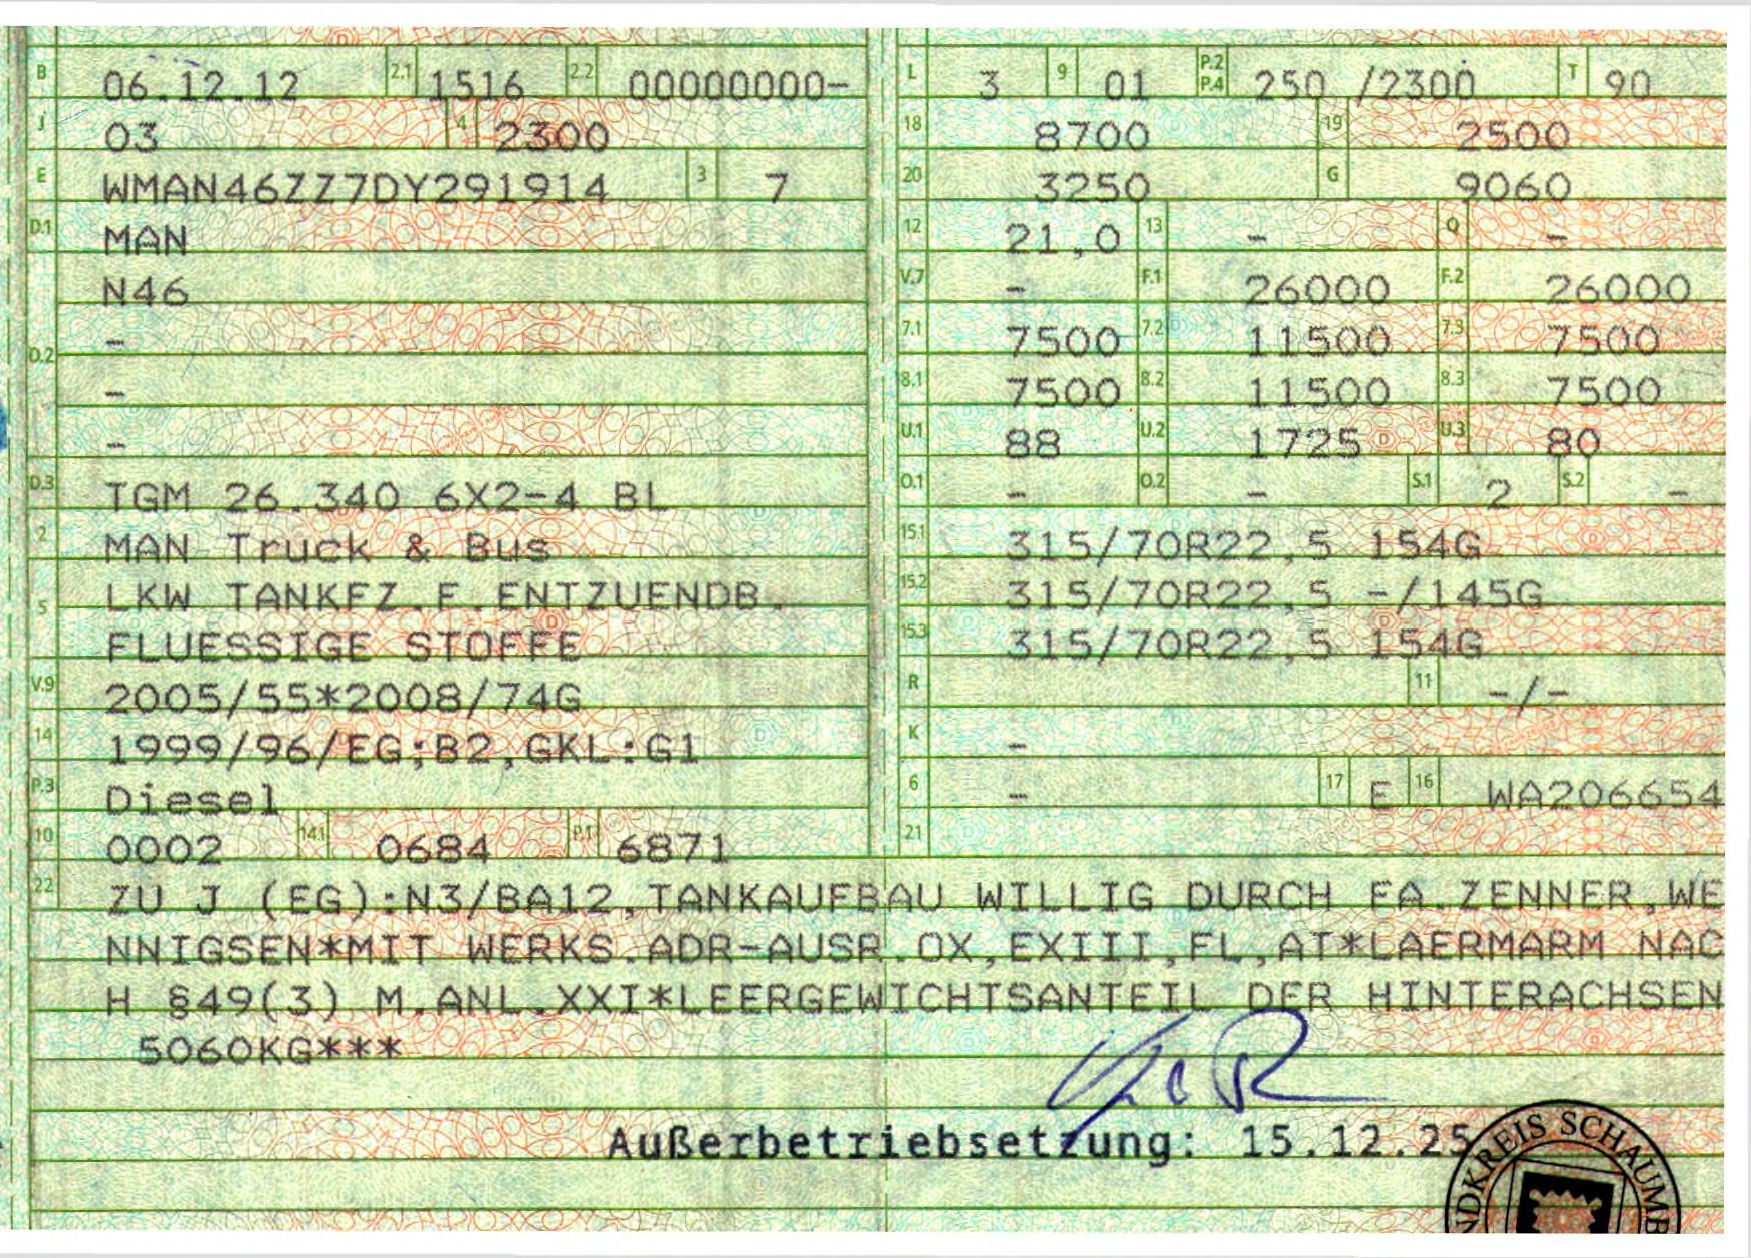 B 06.12.12 2.1 1516 2.2 00000000-
J 03 4 2300
E WMAN46ZZ7DY291914 3 7
D.1 MAN
N46
D.2 -
-
-
D.3 TGM 26.340 6X2-4 BL
2 MAN Truck & Bus
5 LKW TANKFZ.F.ENTZUENDB.
FLUESSIGE STOFFE
V.9 2005/55*2008/74G
14 1999/96/EG;B2,GKL:G1
P.3 Diesel
10 0002 14.1 0684 P.1 6871
L 3 9 01 P.2 P.4 250 /2300 T 90
18 8700 19 2500
20 3250 G 9060
12 21,0 13 - Q -
V.7 - F.1 26000 F.2 26000
7.1 7500 7.2 11500 7.3 7500
8.1 7500 8.2 11500 8.3 7500
U.1 88 U.2 1725 U.3 80
O.1 - O.2 - S.1 2 S.2 -
15.1 315/70R22,5 154G
15.2 315/70R22,5 -/145G
15.3 315/70R22,5 154G
R 11 -/-
K -
6 - 17 E 16 WA206654
21
22 ZU J (EG):N3/BA12,TANKAUFBAU WILLIG DURCH FA.ZENNER,WE
NNIGSEN*MIT WERKS.ADR-AUSR.OX,EXIII,FL,AT*LAERMARM NAC
H §49(3) M.ANL.XXI*LEERGEWICHTSANTEIL DER HINTERACHSEN
5060KG***
Außerbetriebsetzung: 15.12.25
NDKREIS SCHAUMB